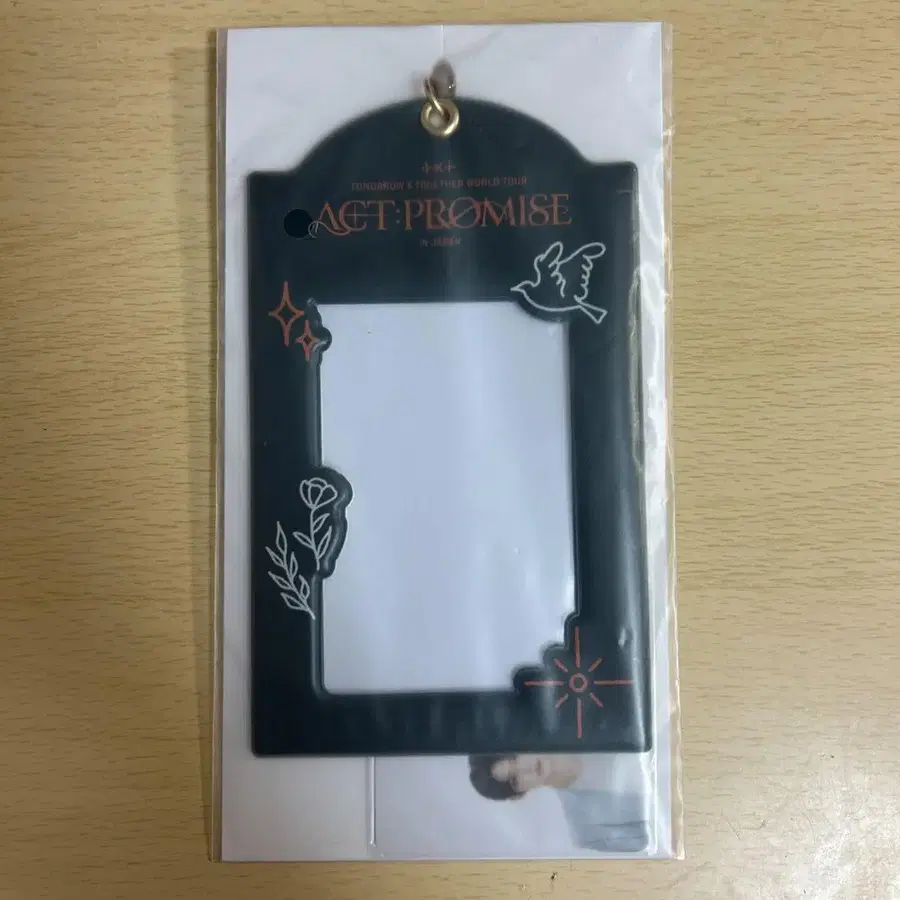 TOMORROW X TOGETHER WORLD TOUR
ACT:PROMISE
IN JAPAN